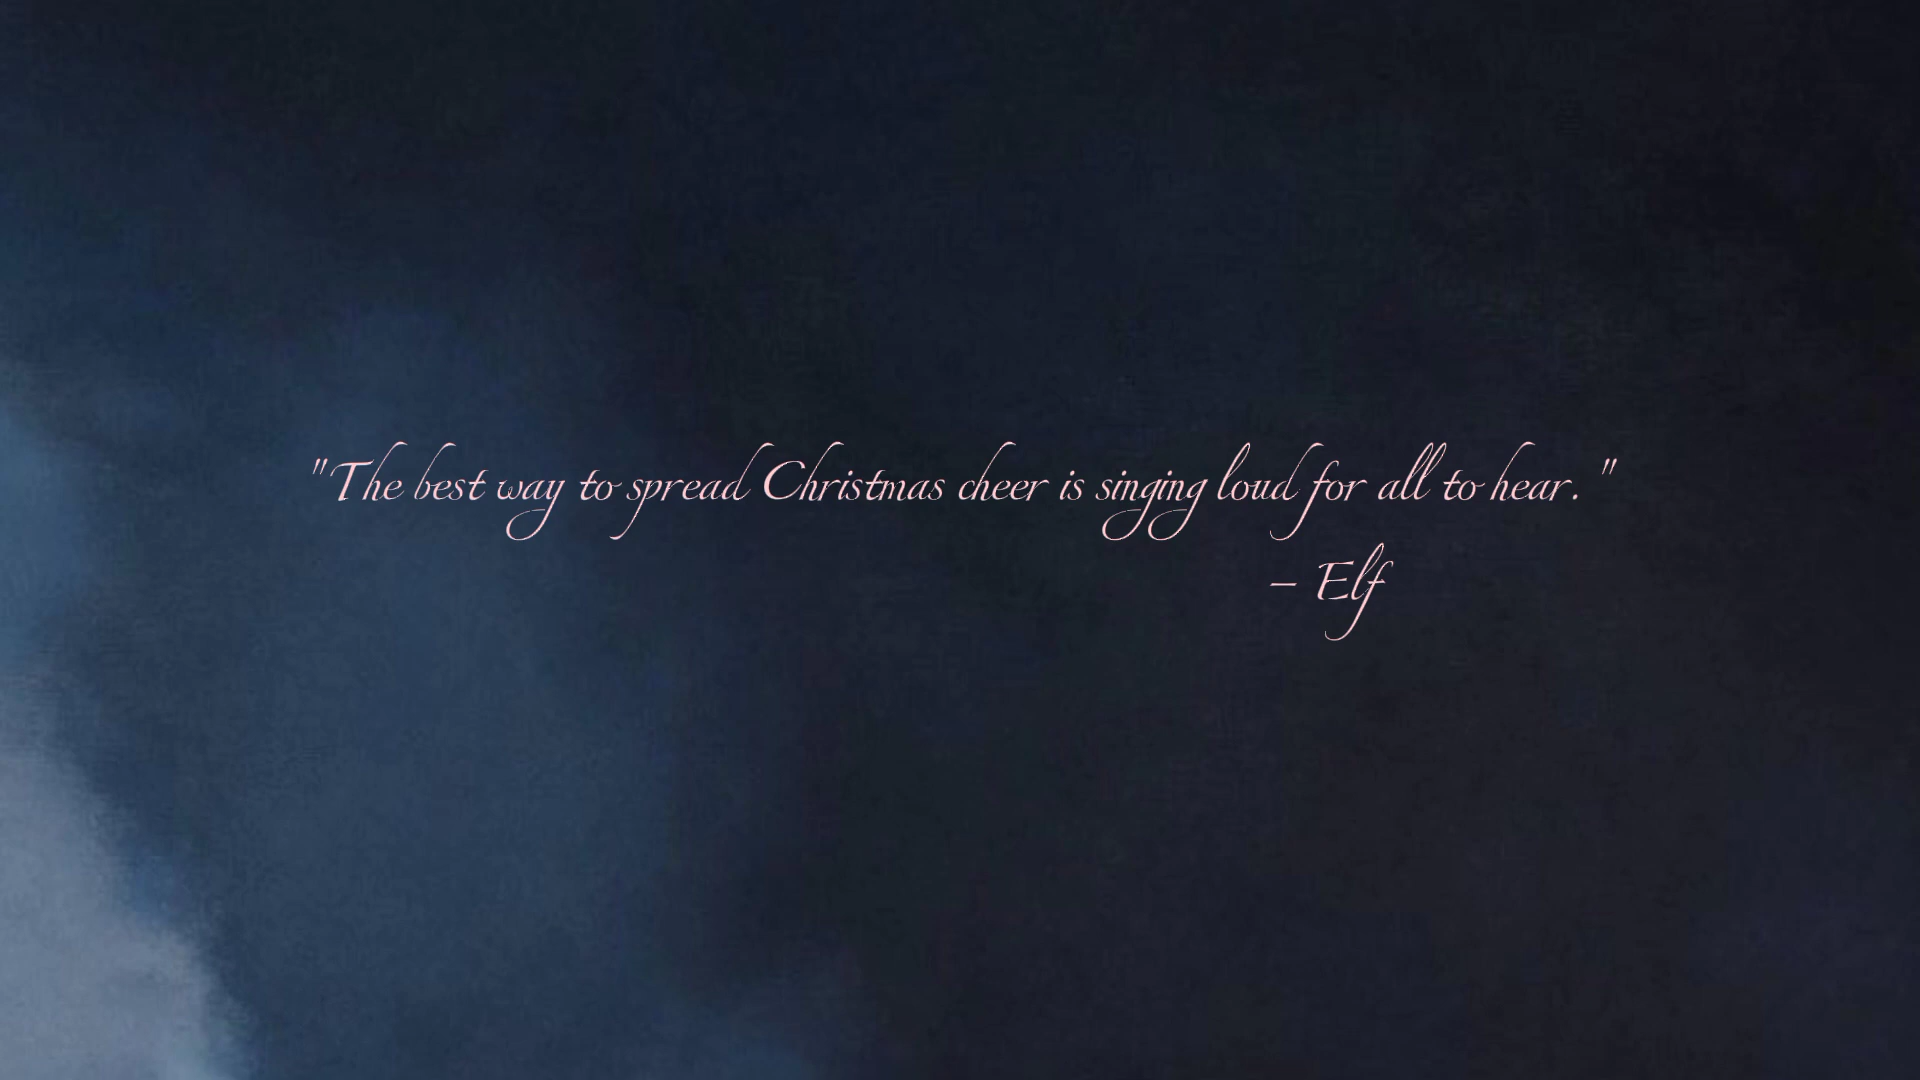 "The best way to spread Christmas cheer is singing loud for all to hear. "
– Elf